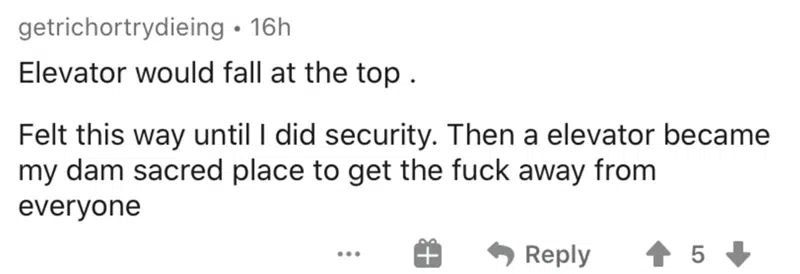 getrichortrydieing • 16h
Elevator would fall at the top .
Felt this way until I did security. Then a elevator became
my dam sacred place to get the fuck away from
everyone
... Reply 5